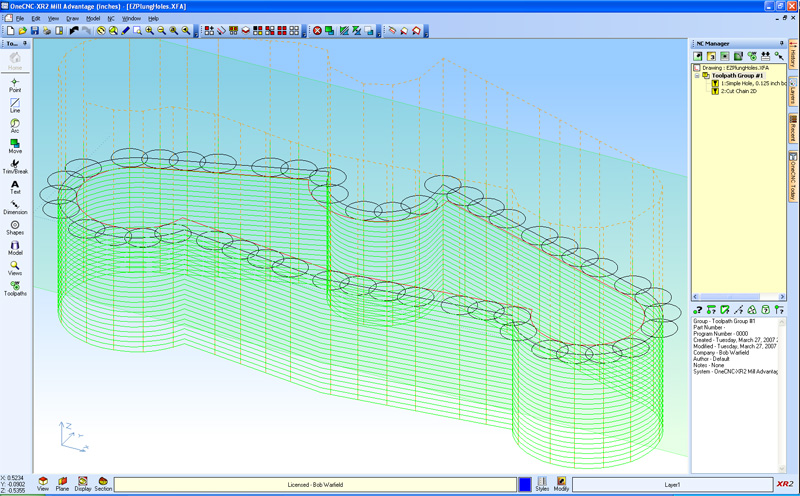 OneCNC XR2 Mill Advantage (Inches) - [EZPlungHoles.XFA]
File Edit View Draw Model NC Window Help
To...
Home
Point
Line
Arc
Move
Trim/Break
Text
Dimension
Shapes
Model
Views
Toolpaths
Z
Y
X
NC Manager
Drawing : EZPlungHoles.XFA
Toolpath Group #1
1:Simple Hole, 0.125 inch
2:Cut Chain 2D
Group - Toolpath Group #1
Part Number -
Program Number - 0000
Created - Tuesday, March 27, 2007
Modified - Tuesday, March 27, 2007
Company - Bob Warfield
Author - Default
Notes - None
System - OneCNC-XR2 Mill Advantag
History
Layers
Recent
OneCNC Today
X: 0.5234
Y: -0.0902
Z: -0.5355
View Plane Display Section
Licensed - Bob Warfield
Styles Modify
Layer1
XR2